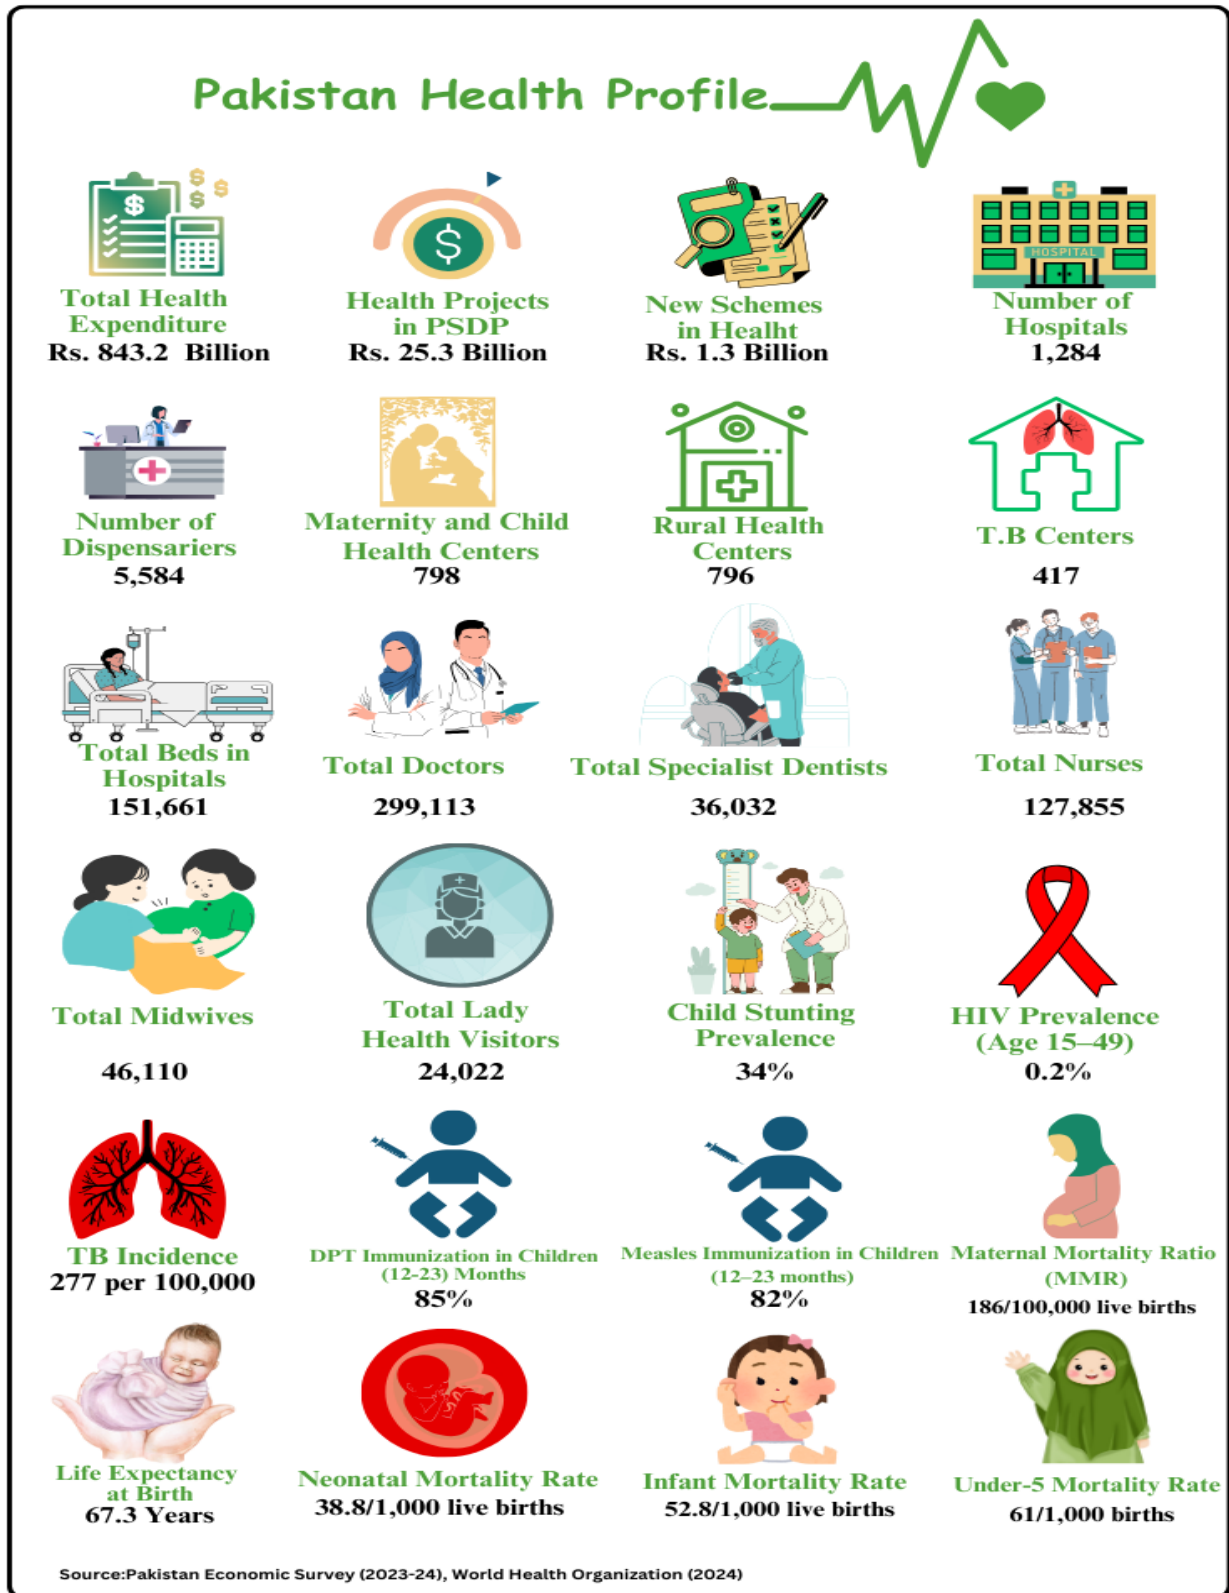 Pakistan Health Profile
Total Health
Expenditure
Rs. 843.2 Billion
Health Projects
in PSDP
Rs. 25.3 Billion
New Schemes
in Healht
Rs. 1.3 Billion
HOSPITAL
Number of
Hospitals
1,284
Number of
Dispensariers
5,584
Maternity and Child
Health Centers
798
Rural Health
Centers
796
T.B Centers
417
Total Beds in
Hospitals
151,661
Total Doctors
299,113
Total Specialist Dentists
36,032
Total Nurses
127,855
Total Midwives
46,110
Total Lady
Health Visitors
24,022
Child Stunting
Prevalence
34%
HIV Prevalence
(Age 15–49)
0.2%
TB Incidence
277 per 100,000
DPT Immunization in Children
(12-23) Months
85%
Measles Immunization in Children
(12–23 months)
82%
Maternal Mortality Ratio
(MMR)
186/100,000 live births
Life Expectancy
at Birth
67.3 Years
Neonatal Mortality Rate
38.8/1,000 live births
Infant Mortality Rate
52.8/1,000 live births
Under-5 Mortality Rate
61/1,000 births
Source:Pakistan Economic Survey (2023-24), World Health Organization (2024)